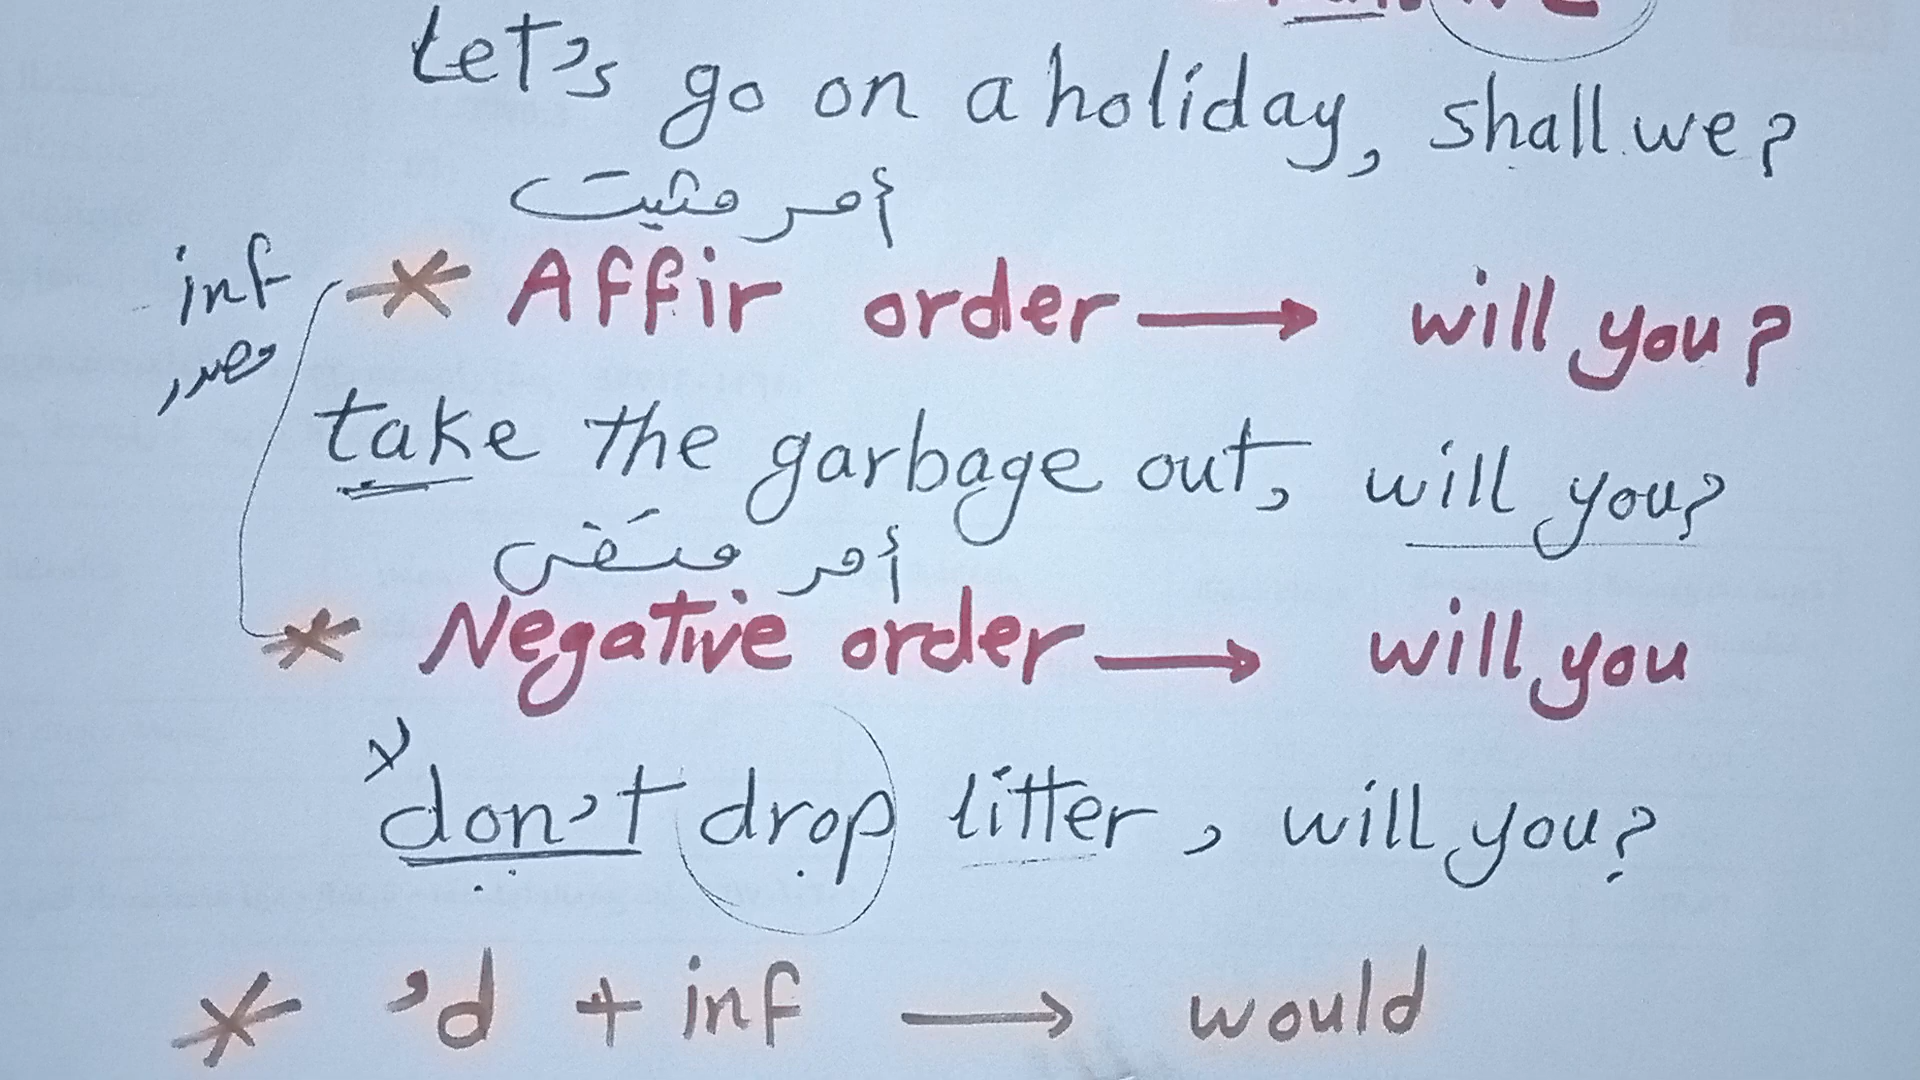 Let's go on a holiday, shall we?
أمر مثبت
inf
مصدر
* Affir order → will you?
take the garbage out, will you?
أمر منفى
* Negative order → will you
لا
don't drop litter, will you?
* 'd + inf → would